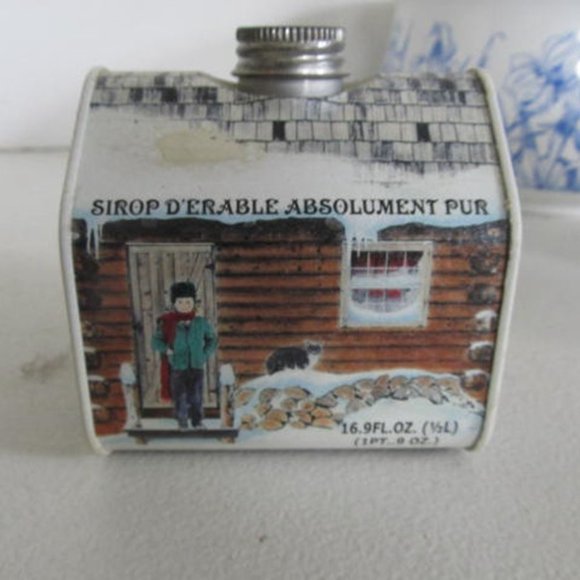 SIROP D'ERABLE ABSOLUMENT PUR
16.9FL.OZ. (½L)
(1PT..9 OZ.)